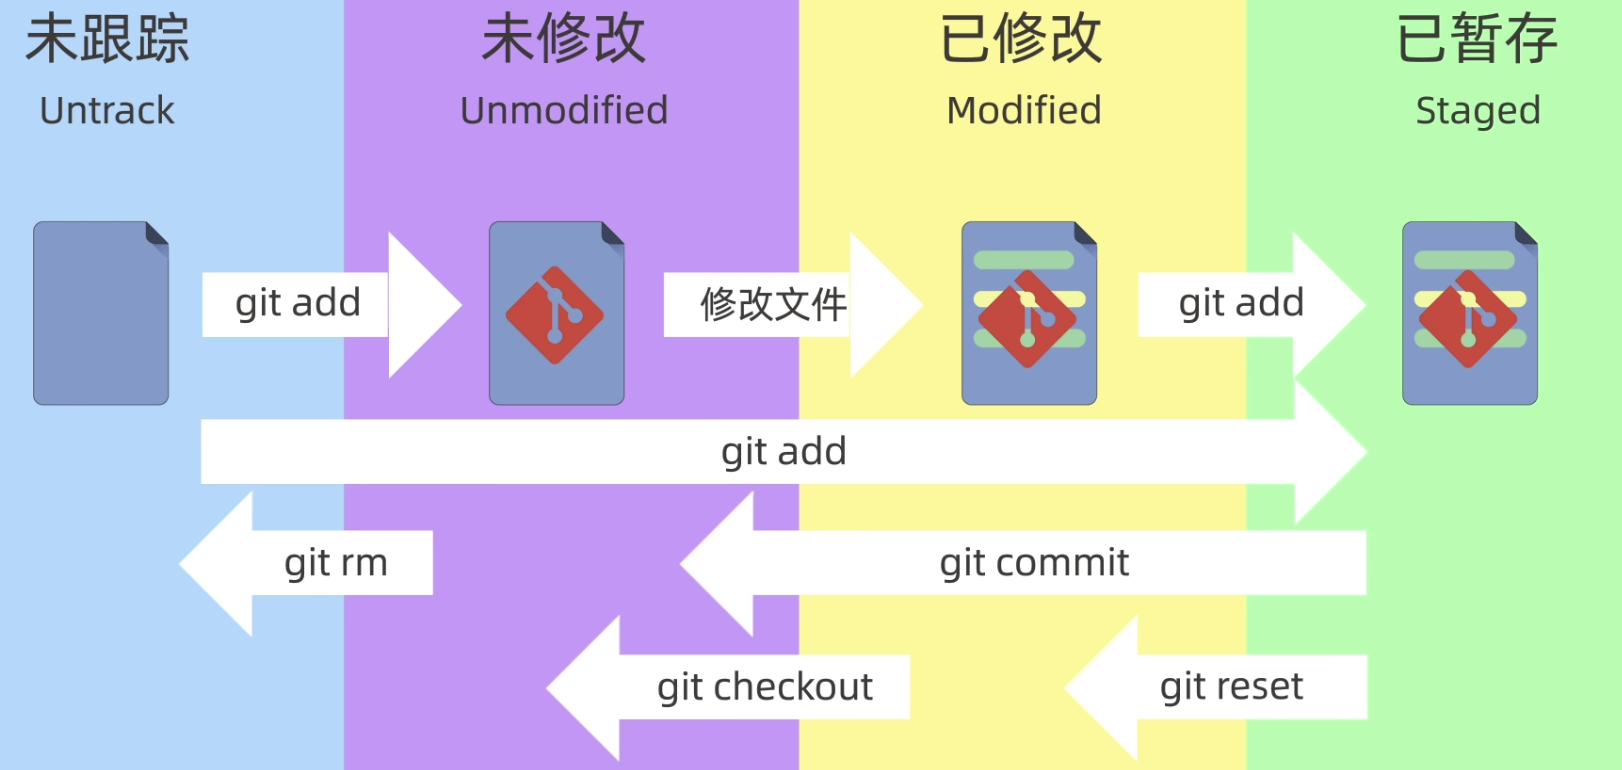 未跟踪
未修改
已修改
已暂存
Untrack
Unmodified
Modified
Staged
git add
修改文件
git add
git add
git rm
git commit
git checkout
git reset